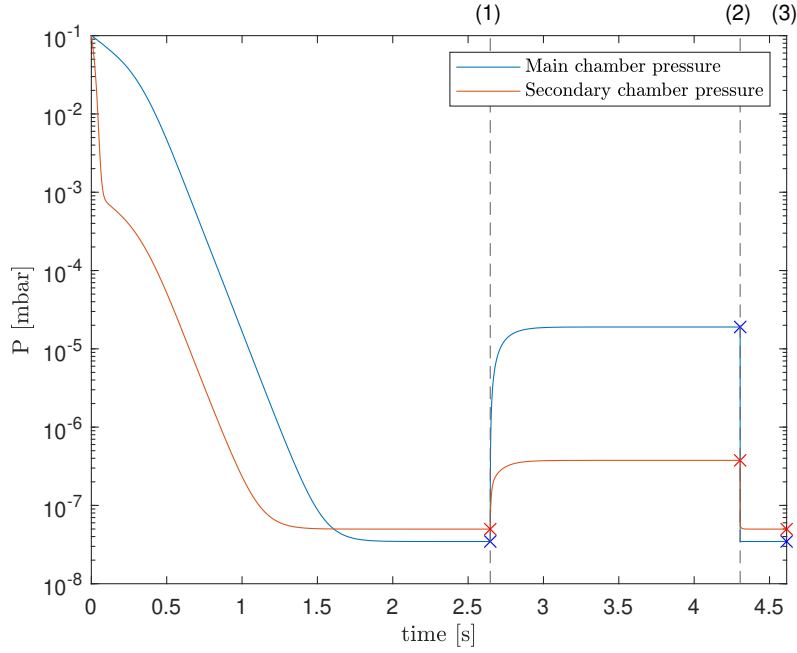 (1) (2) (3)
10^-1
Main chamber pressure
Secondary chamber pressure
10^-2
10^-3
10^-4
10^-5
10^-6
10^-7
10^-8
P [mbar]
0 0.5 1 1.5 2 2.5 3 3.5 4 4.5
time [s]